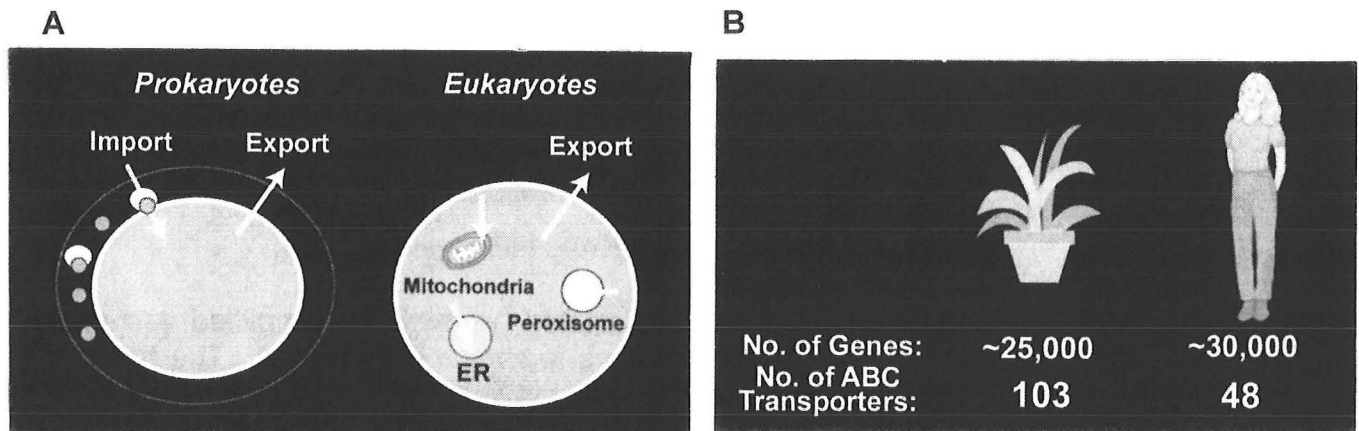 A
Prokaryotes
Import
Export
Eukaryotes
Export
Mitochondria
Peroxisome
ER
B
No. of Genes: ~25,000 ~30,000
No. of ABC
Transporters: 103 48